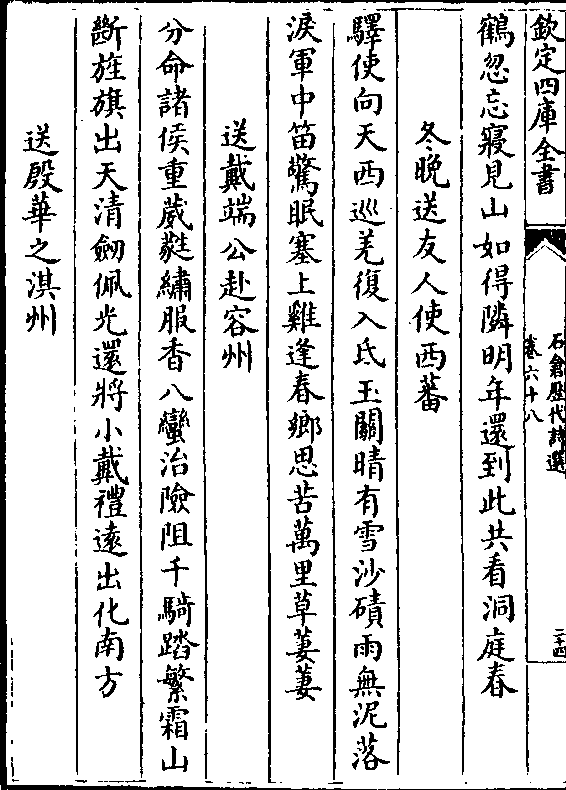 欽定四庫全書
石倉歷代詩選
卷六十八
二十四
鶴忽忘寢見山如得隣明年還到此共看洞庭春
冬晚送友人使西蕃
驛使向天西巡羌復入氐玉關晴有雪沙磧雨無泥落
淚軍中笛驚眠塞上雞逢春鄉思苦萬里草萋萋
送戴端公赴容州
分命諸侯重葳蕤繡服香八蠻治險阻千騎踏繁霜山
斷旌旗出天清劒佩光還將小戴禮遠出化南方
送殷華之淇州